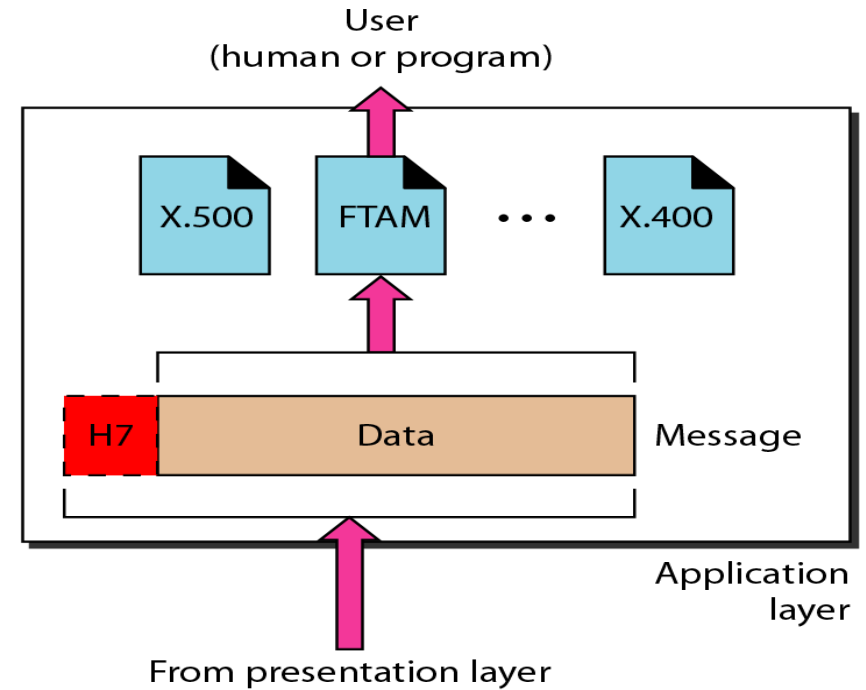 User
(human or program)
X.500
FTAM
...
X.400
H7
Data
Message
Application
layer
From presentation layer